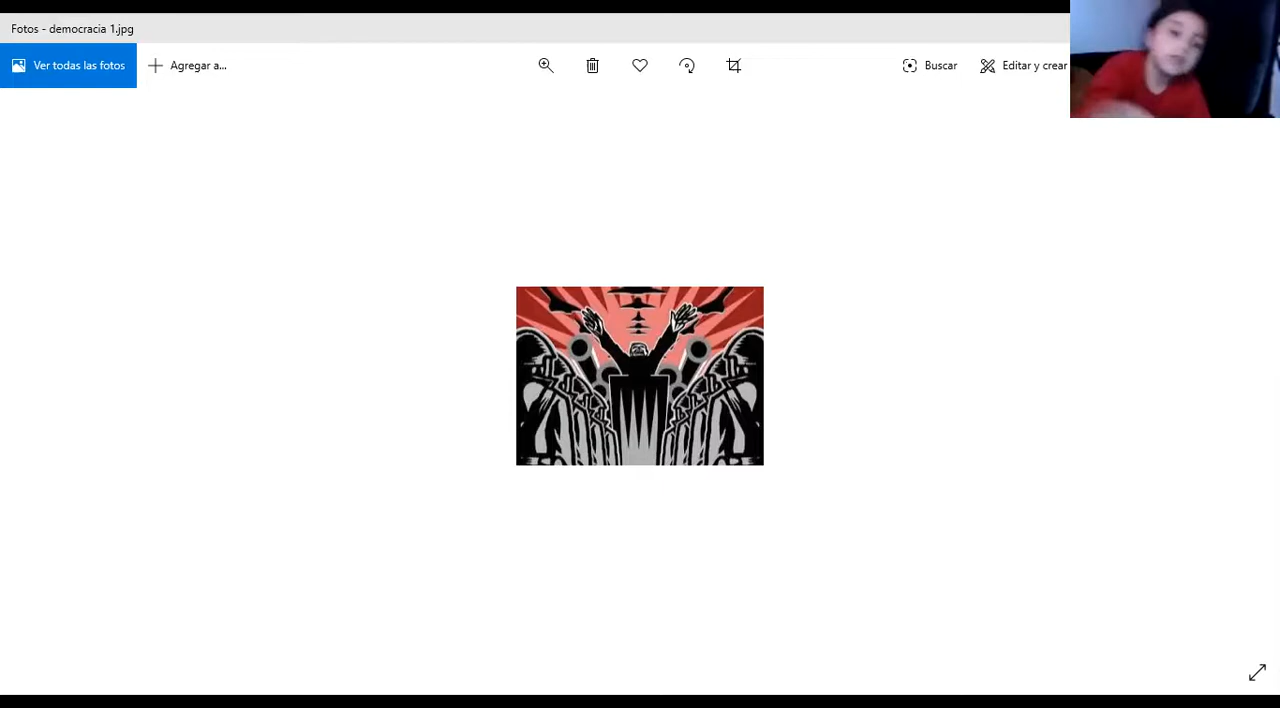 Fotos - democracia 1.jpg
Ver todas las fotos
Agregar a...
Buscar
Editar y crear